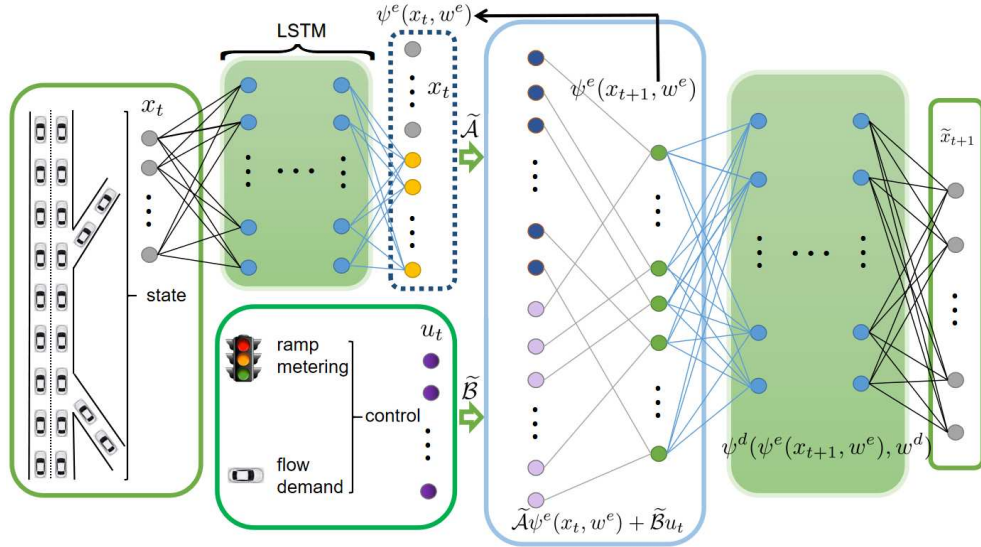 LSTM
ψ^e(x_t, w^e)
x_t
x_t
state
Ã
ψ^e(x_{t+1}, w^e)
x̃_{t+1}
ramp
metering
u_t
control
flow
demand
B̃
Ãψ^e(x_t, w^e) + B̃u_t
ψ^d(ψ^e(x_{t+1}, w^e), w^d)